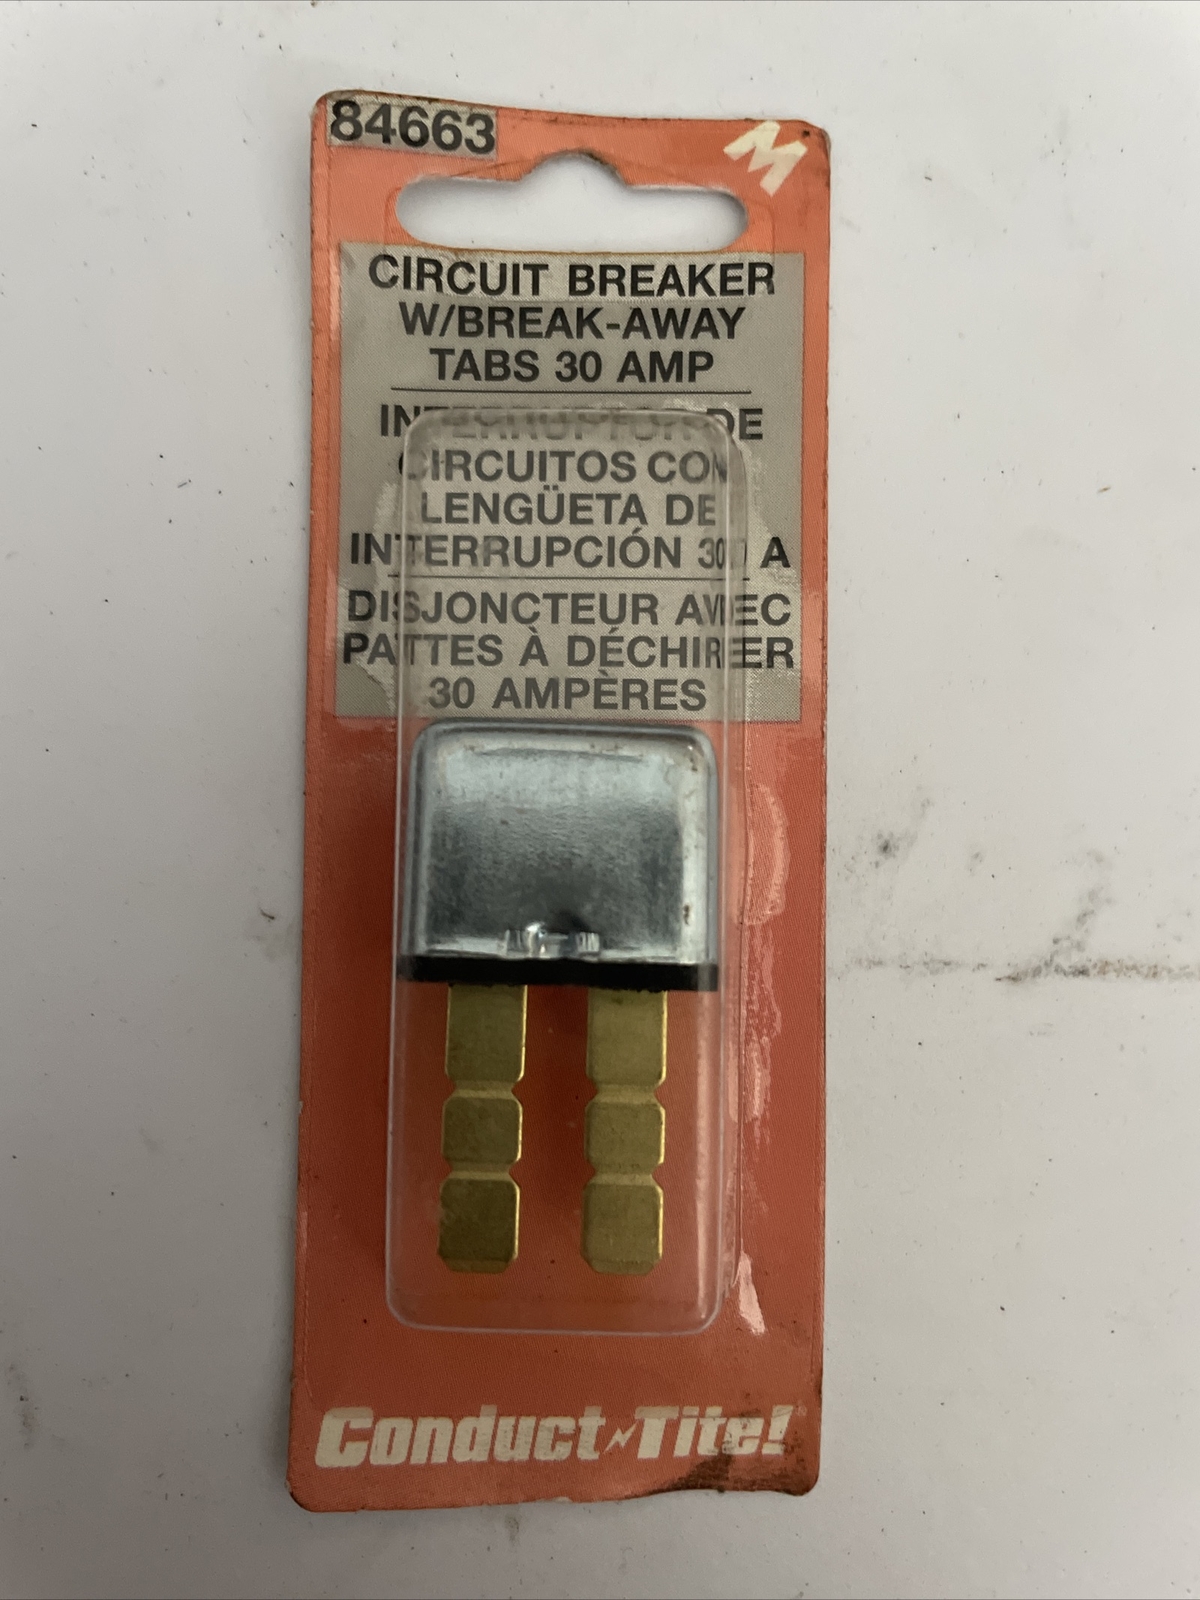 84663
M
CIRCUIT BREAKER
W/BREAK-AWAY
TABS 30 AMP
INTERRUPTOR DE
CIRCUITOS CON
LENGÜETA DE
INTERRUPCIÓN 30 A
DISJONCTEUR AVEC
PATTES À DÉCHIRER
30 AMPÈRES
Conduct-Tite!